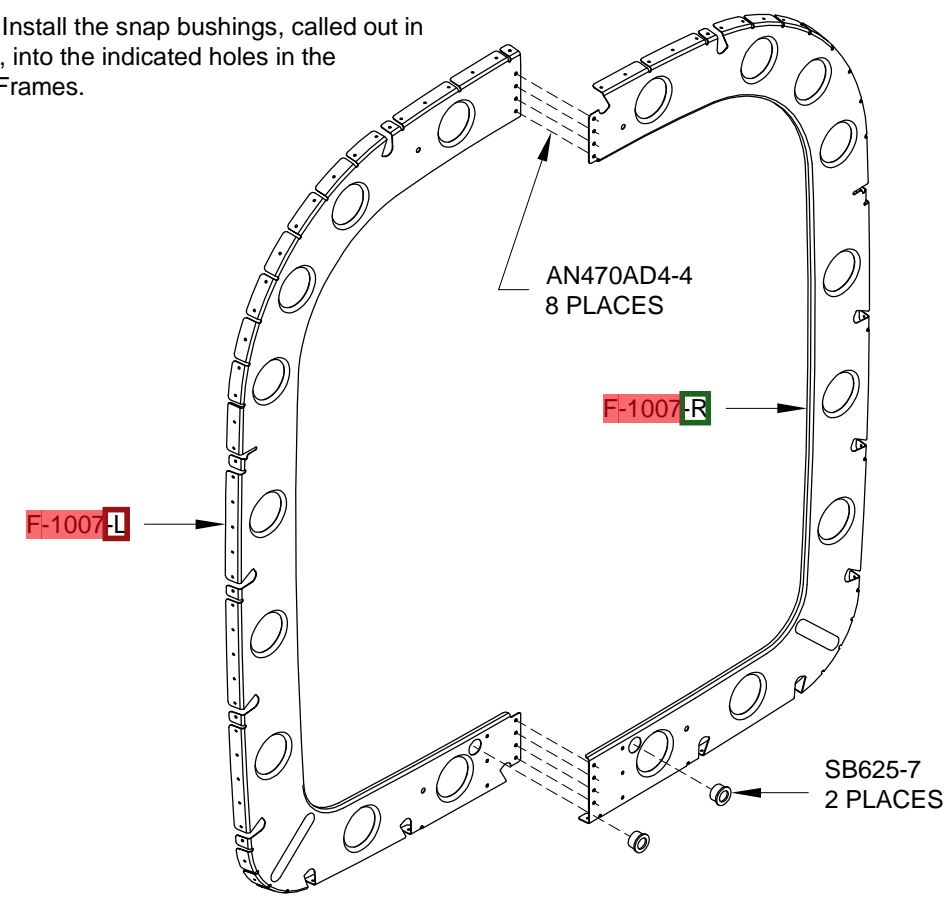 Install the snap bushings, called out in
, into the indicated holes in the
Frames.
AN470AD4-4
8 PLACES
F-1007-R
F-1007-L
SB625-7
2 PLACES